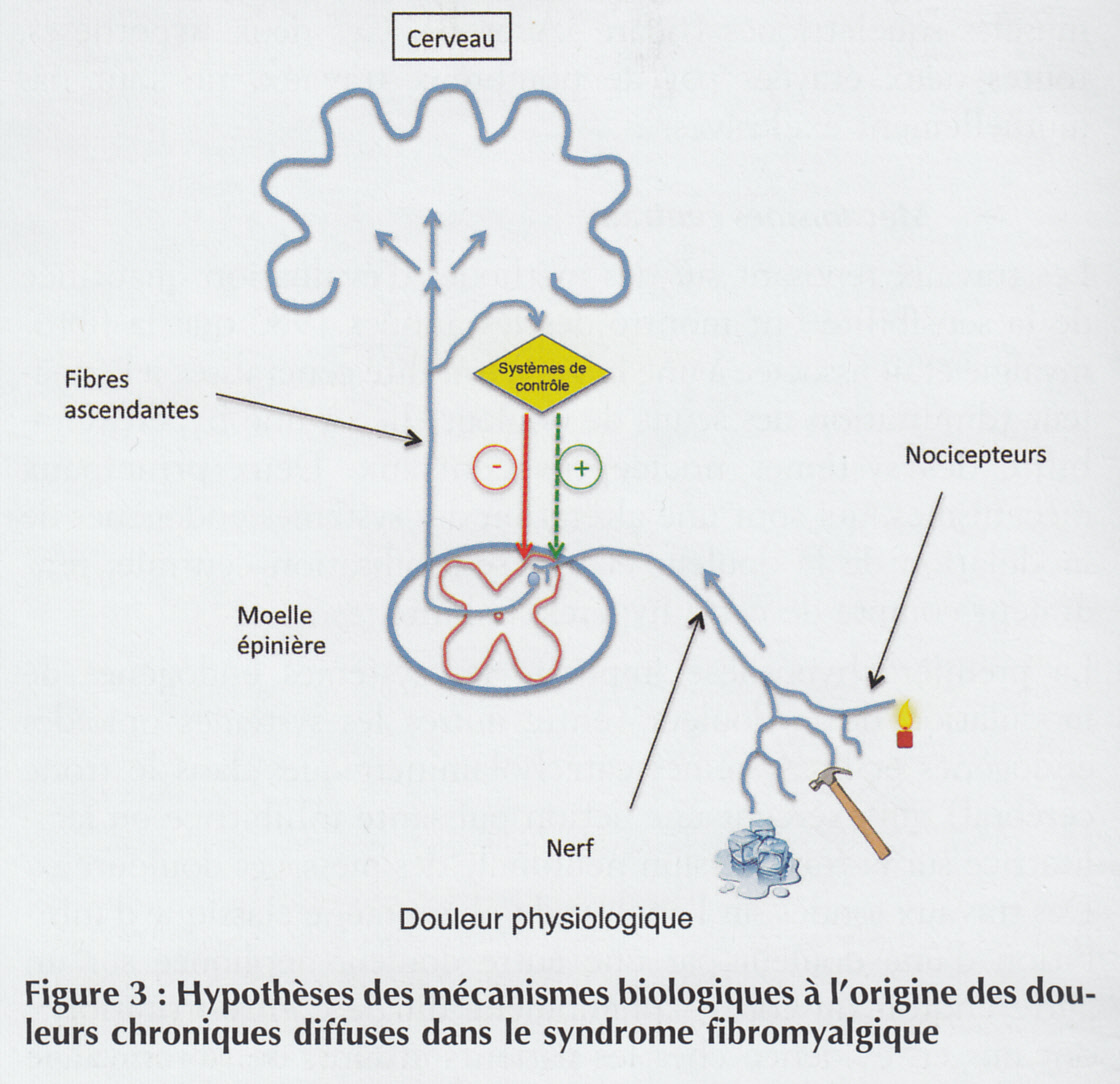 Cerveau
Systèmes de
contrôle
Fibres
ascendantes
-
+
Nocicepteurs
Moelle
épinière
Nerf
Douleur physiologique
Figure 3 : Hypothèses des mécanismes biologiques à l'origine des dou-
leurs chroniques diffuses dans le syndrome fibromyalgique